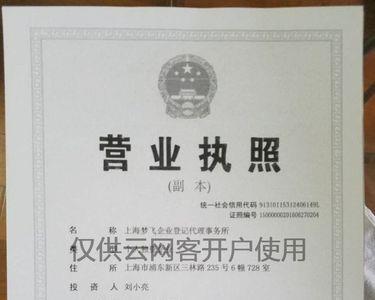 营业执照
(副本)
统一社会信用代码 91310115312406149L
证照编号 15000000201606270204
名称 上海梦飞企业登记代理事务所
仅供云网客开户使用
住所 上海市浦东新区三林路235号6幢728室
投资人 刘小亮